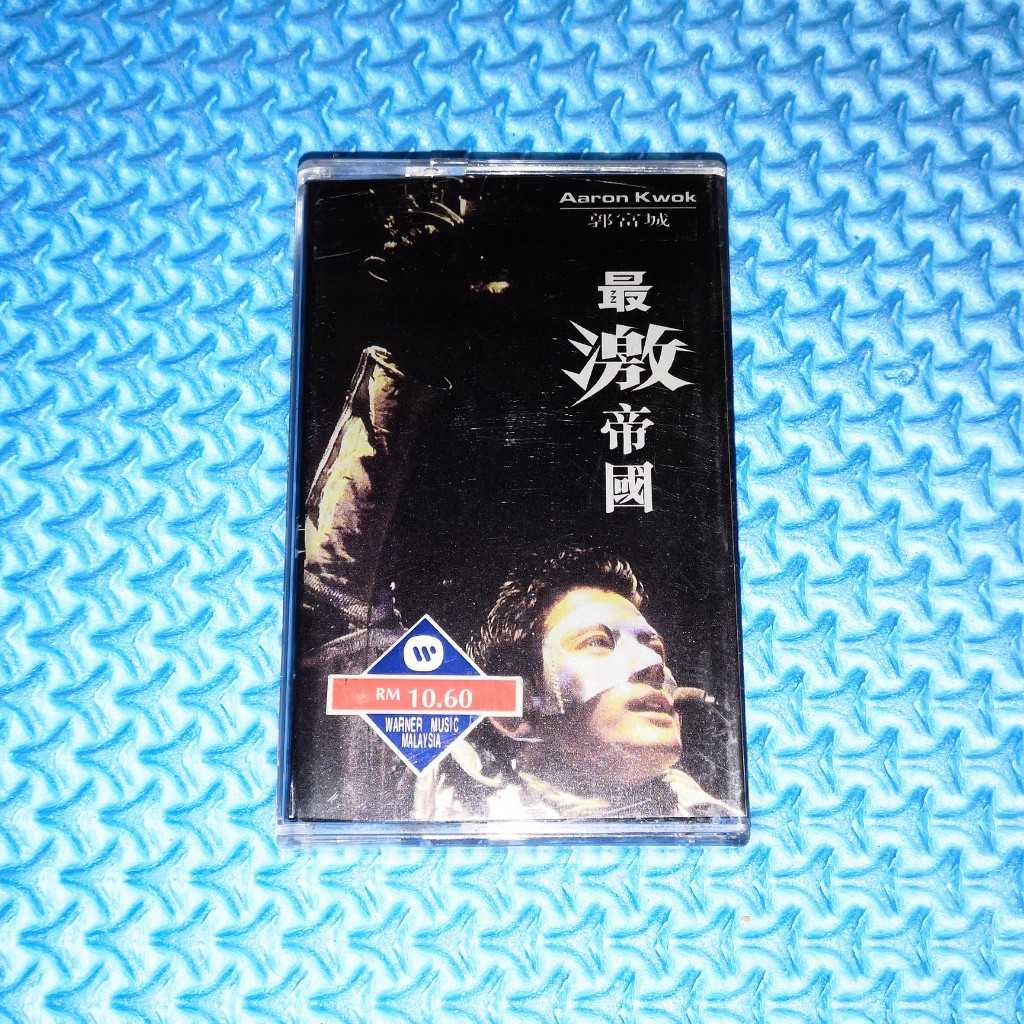 Aaron Kwok
郭富城
最
激
帝
國
RM 10.60
WARNER MUSIC
MALAYSIA